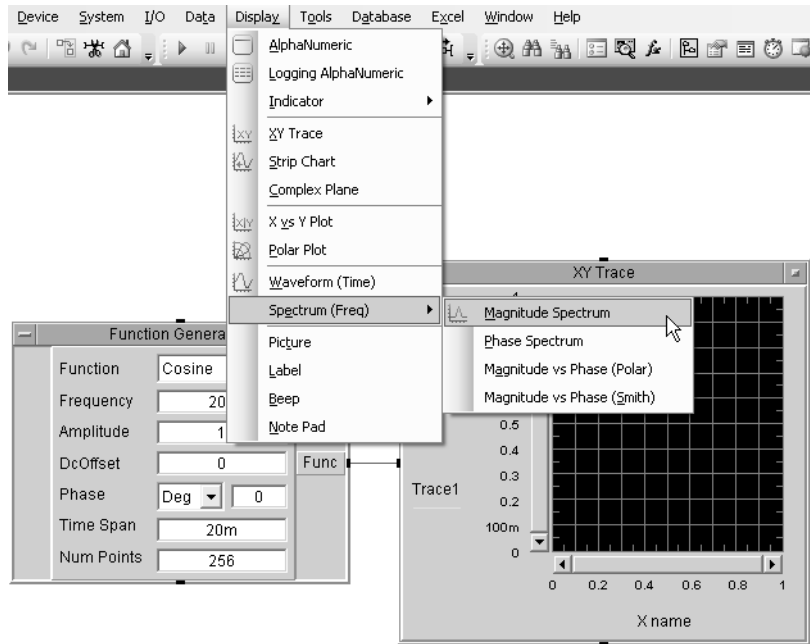 Device System I/O Data Display Tools Database Excel Window Help
AlphaNumeric
Logging AlphaNumeric
Indicator
XY Trace
Strip Chart
Complex Plane
X vs Y Plot
Polar Plot
Waveform (Time)
Spectrum (Freq)
Picture
Label
Beep
Note Pad
Magnitude Spectrum
Phase Spectrum
Magnitude vs Phase (Polar)
Magnitude vs Phase (Smith)
Function Genera
Function Cosine
Frequency 20
Amplitude 1
DcOffset 0
Phase Deg 0
Time Span 20m
Num Points 256
Func
XY Trace
Trace1
0.5
0.4
0.3
0.2
100m
0
0 0.2 0.4 0.6 0.8 1
X name